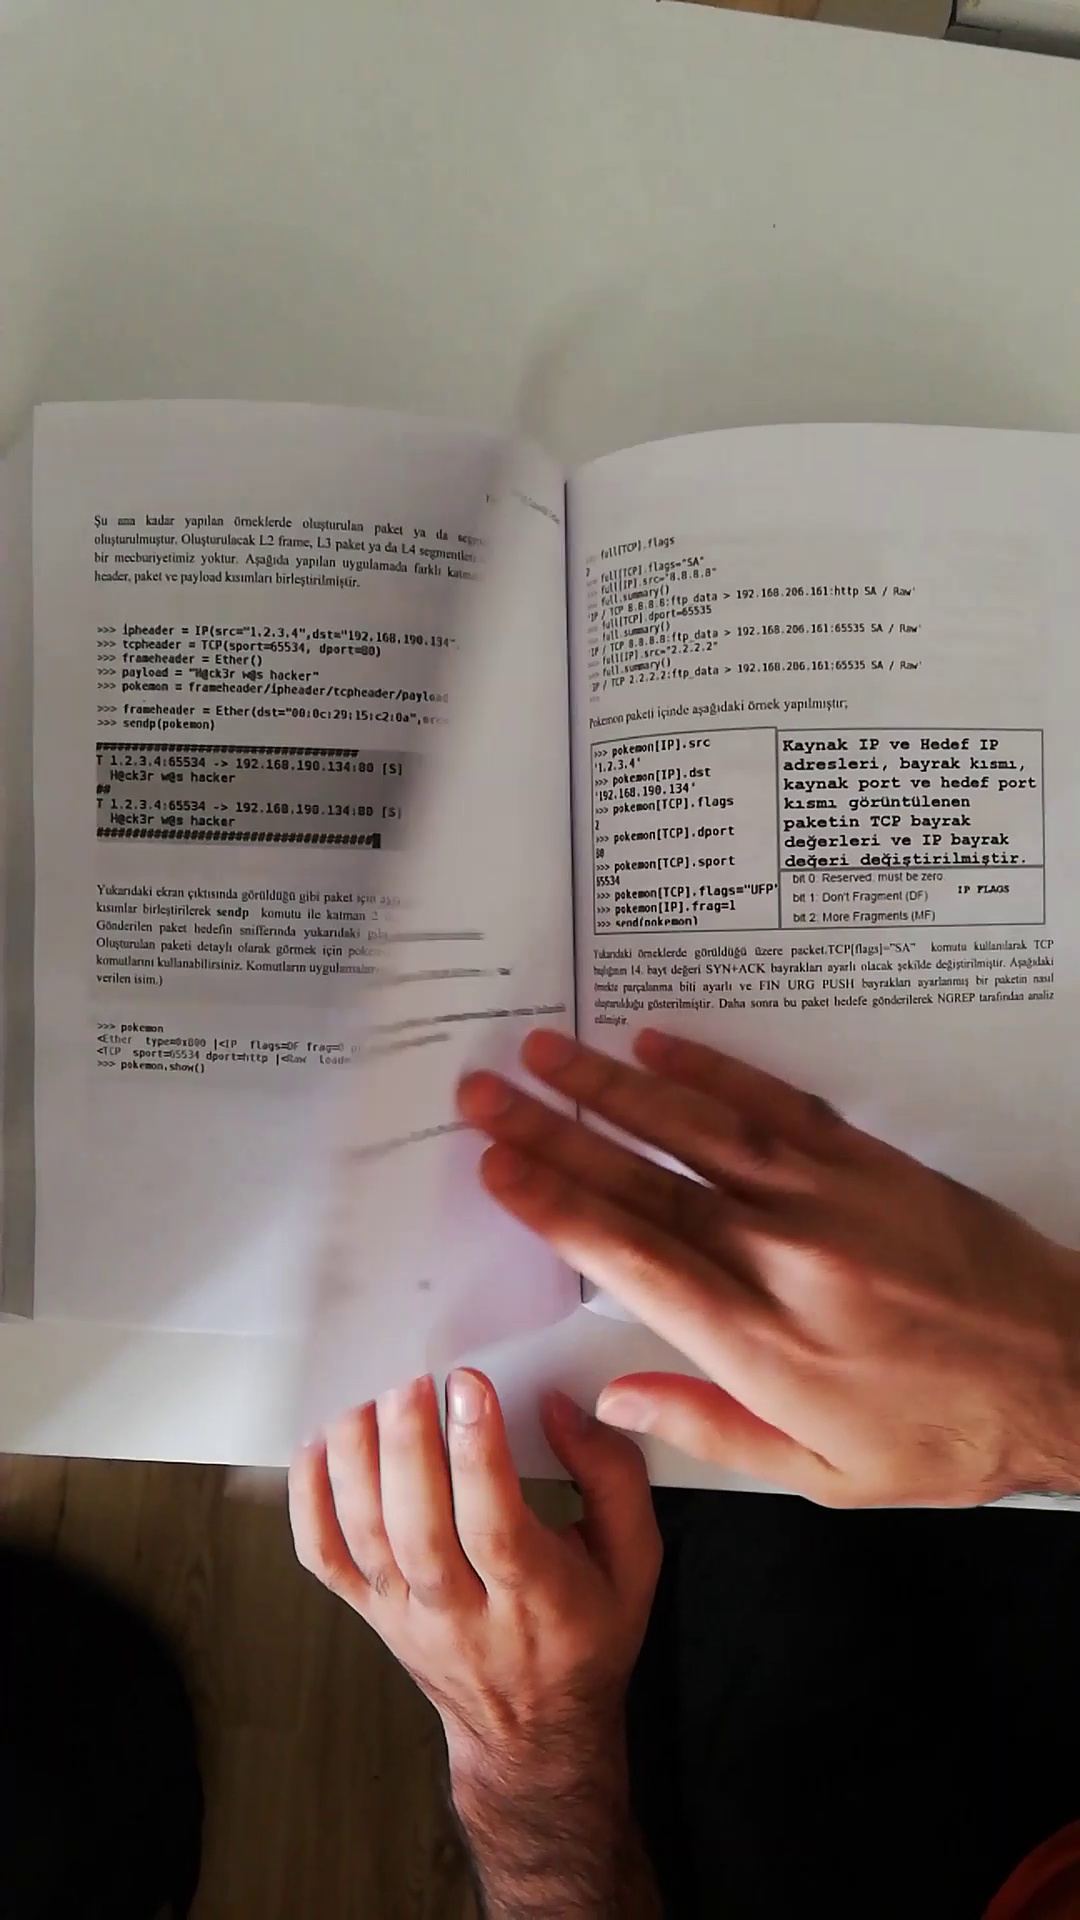 Şu ana kadar yapılan örneklerde oluşturulan paket ya da
oluşturulmuştur. Oluşturulacak L2 frame, L3 paket ya da L4
bir mecburiyetimiz yoktur. Aşağıda yapılan uygulamada farklı
header, paket ve payload kısımları birleştirilmiştir.
>>> ipheader = IP(src="1.2.3.4",dst="192.168.190.134"
>>> tcpheader = TCP(sport=65534, dport=80)
>>> frameheader = Ether()
>>> payload = "H@ck3r w@s hacker"
>>> pokemon = frameheader/ipheader/tcpheader/payload
>>> frameheader = Ether(dst="00:0c:29:15:c2:0a",
>>> sendp(pokemon)
T 1.2.3.4:65534 -> 192.168.190.134:80 [S]
H@ck3r w@s hacker
##
T 1.2.3.4:65534 -> 192.168.190.134:80 [S]
H@ck3r w@s hacker
Yukarıdaki ekran çıktısında görüldüğü gibi paket için
kısımlar birleştirilerek sendp komutu ile katman 2
Gönderilen paket hedefin snifferında yukarıdaki
Oluşturulan paketi detaylı olarak görmek için
komutlarını kullanabilirsiniz. Komutların
verilen isim.)
>>> pokemon
<Ether type=0x800 |<IP flags=DF frag=0
<TCP sport=65534 dport=http |<Raw
>>> pokemon.show()
full[TCP].flags
2
full[TCP].flags="SA"
full[IP].src="8.8.8.8"
full.summary()
'IP / TCP 8.8.8.8:ftp_data > 192.168.206.161:http SA / Raw'
full[TCP].dport=65535
full.summary()
'IP / TCP 8.8.8.8:ftp_data > 192.168.206.161:65535 SA / Raw'
full[IP].src="2.2.2.2"
full.summary()
'IP / TCP 2.2.2.2:ftp_data > 192.168.206.161:65535 SA / Raw'
Pokemon paketi içinde aşağıdaki örnek yapılmıştır;
>>> pokemon[IP].src
'1.2.3.4'
>>> pokemon[IP].dst
'192.168.190.134'
>>> pokemon[TCP].flags
2
>>> pokemon[TCP].dport
80
>>> pokemon[TCP].sport
65534
>>> pokemon[TCP].flags="UFP"
>>> pokemon[IP].frag=1
>>> send(pokemon)
Kaynak IP ve Hedef IP
adresleri, bayrak kısmı,
kaynak port ve hedef port
kısmı görüntülenen
paketin TCP bayrak
değerleri ve IP bayrak
değeri değiştirilmiştir.
bit 0: Reserved, must be zero
bit 1: Don't Fragment (DF)
bit 2: More Fragments (MF)
IP FLAGS
Yukarıdaki örneklerde görüldüğü üzere packet.TCP[flags]="SA" komutu kullanılarak TCP
başlığının 14. bayt değeri SYN+ACK bayrakları ayarlı olacak şekilde değiştirilmiştir. Aşağıdaki
örnekte parçalanma biti ayarlı ve FIN URG PUSH bayrakları ayarlanmış bir paketin nasıl
oluşturulduğu gösterilmiştir. Daha sonra bu paket hedefe gönderilerek NGREP tarafından analiz
edilmiştir.